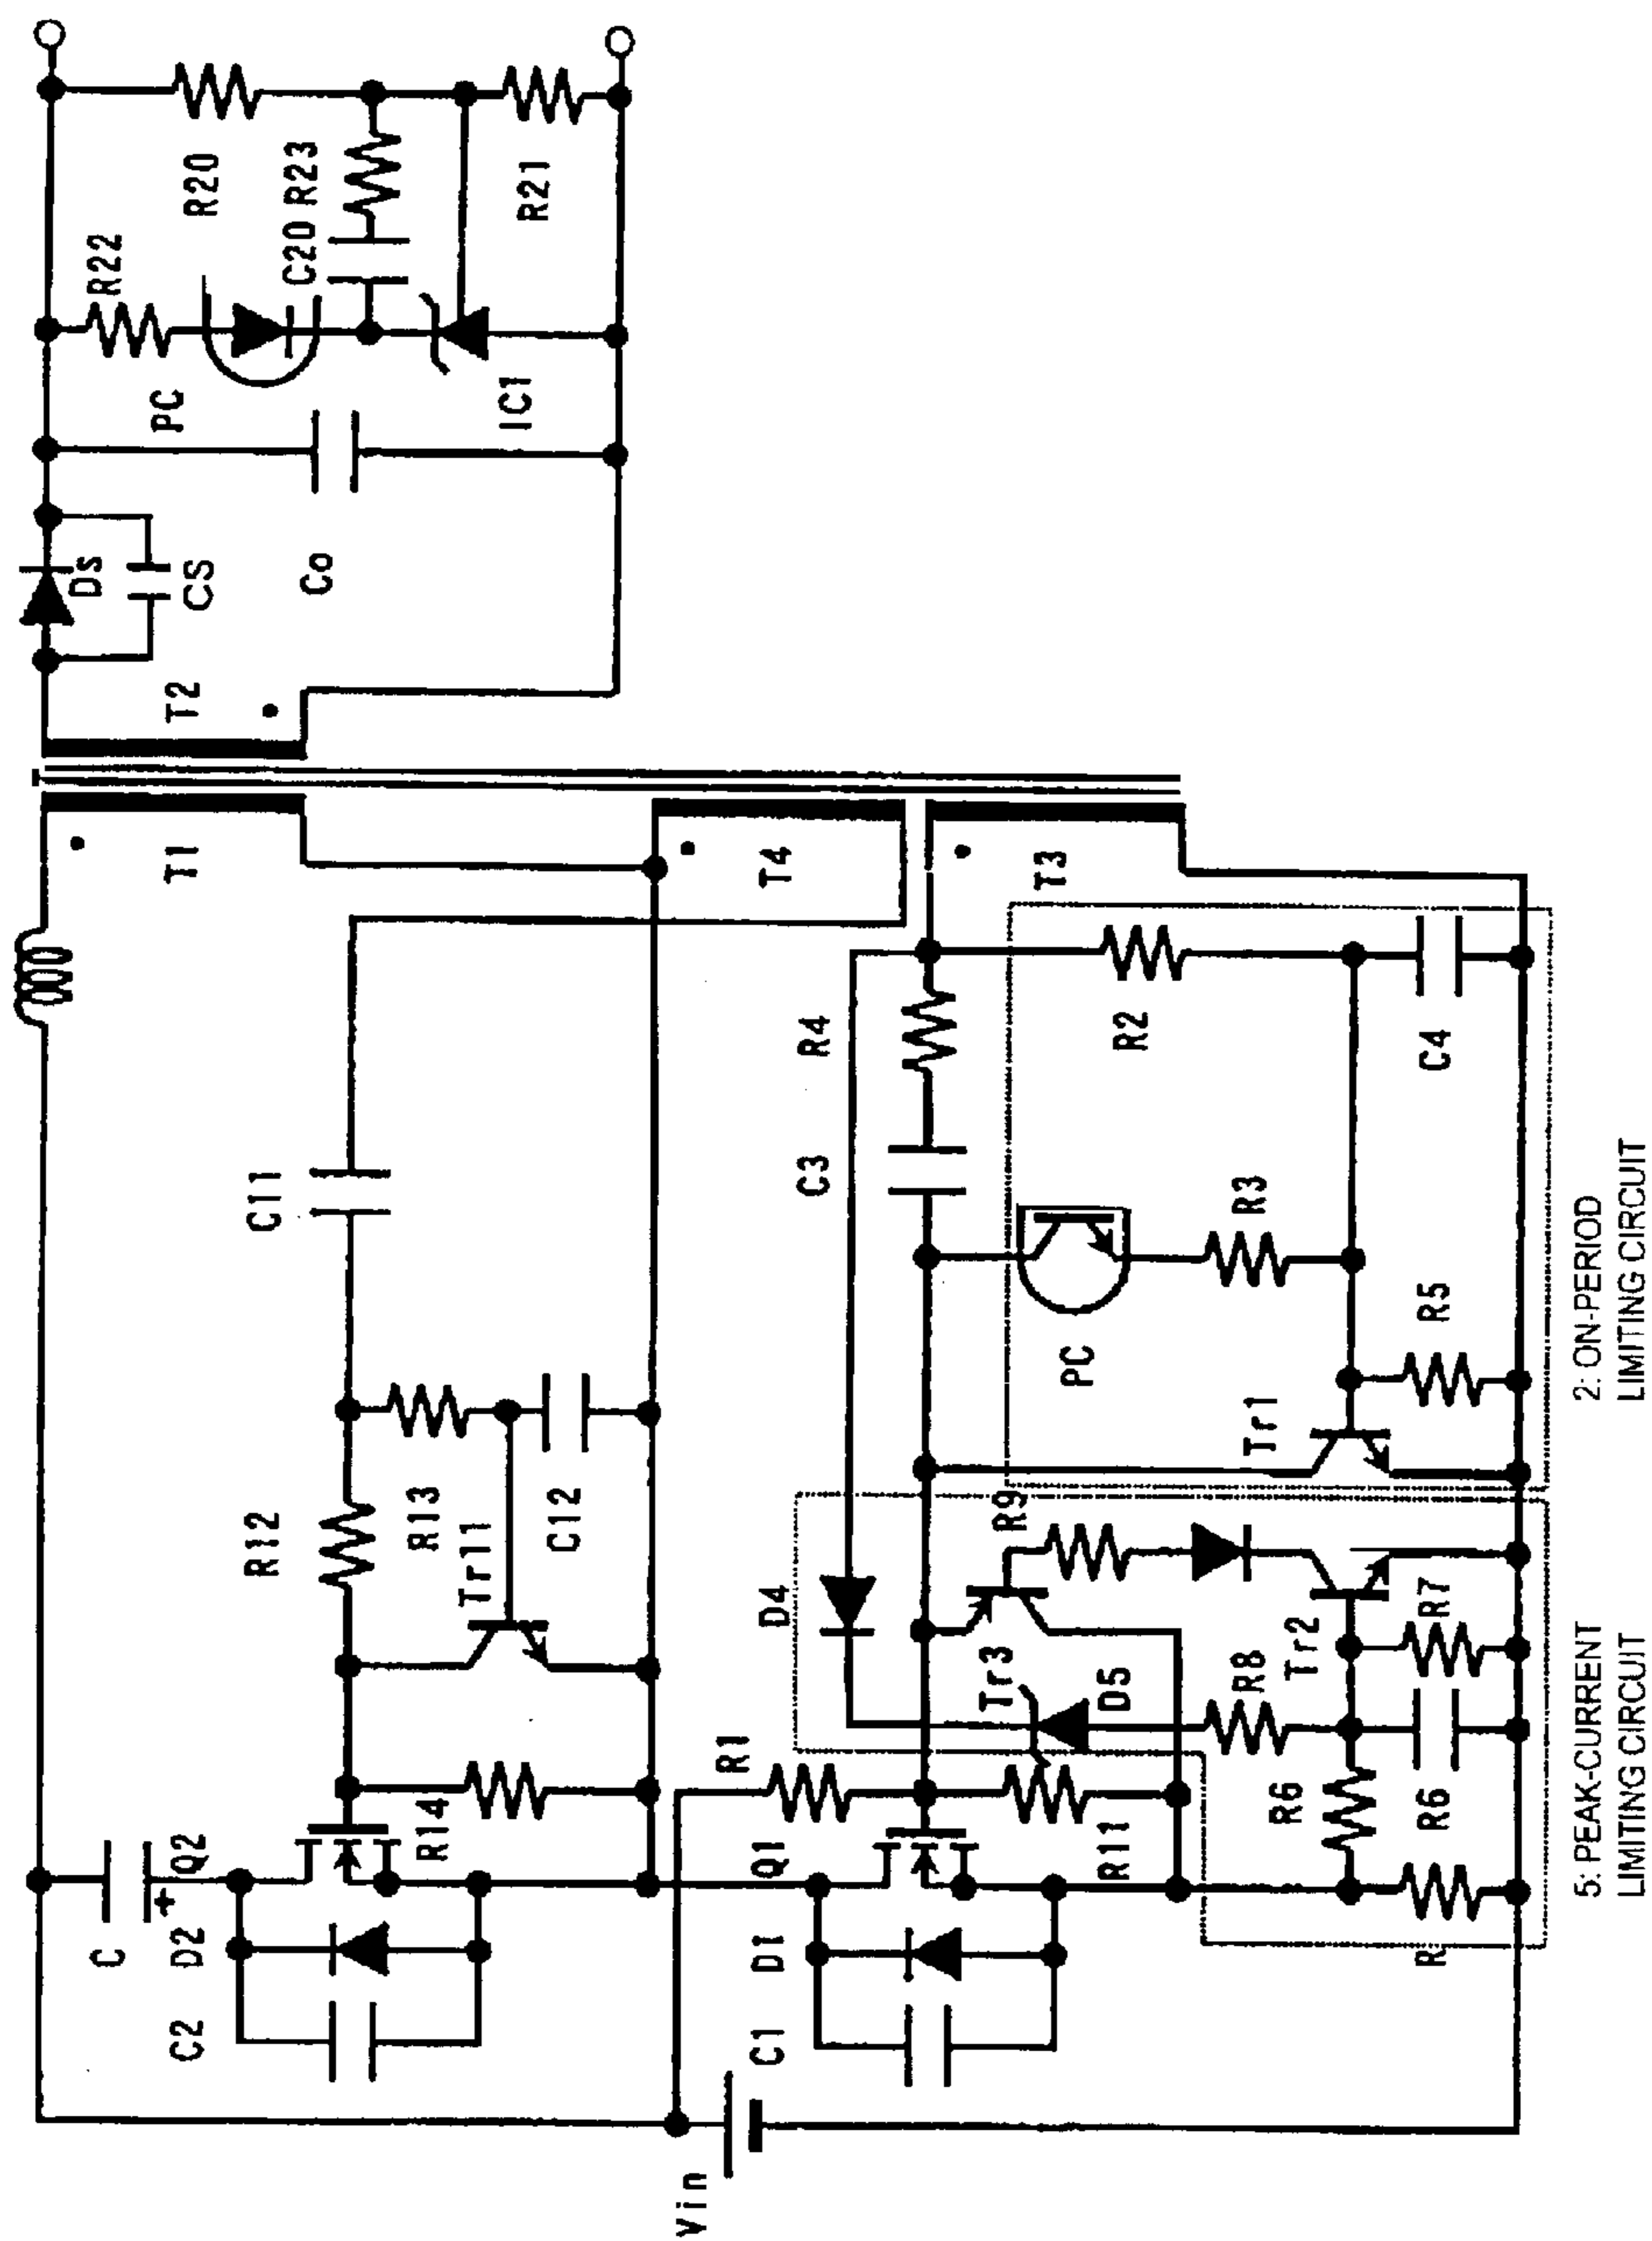 R22
R20
C20
R23
R21
PC
IC1
Ds
CS
Co
T2
T1
T4
T3
C11
R12
R13
Tr11
C12
R14
C
+
Q2
D2
C2
R4
C3
R2
C4
R3
R5
PC
Tr1
D4
R9
Tr3
D5
R8
Tr2
R7
R1
Q1
R11
R6
R6
R
D1
C1
Vin
2: ON-PERIOD
LIMITING CIRCUIT
5: PEAK-CURRENT
LIMITING CIRCUIT